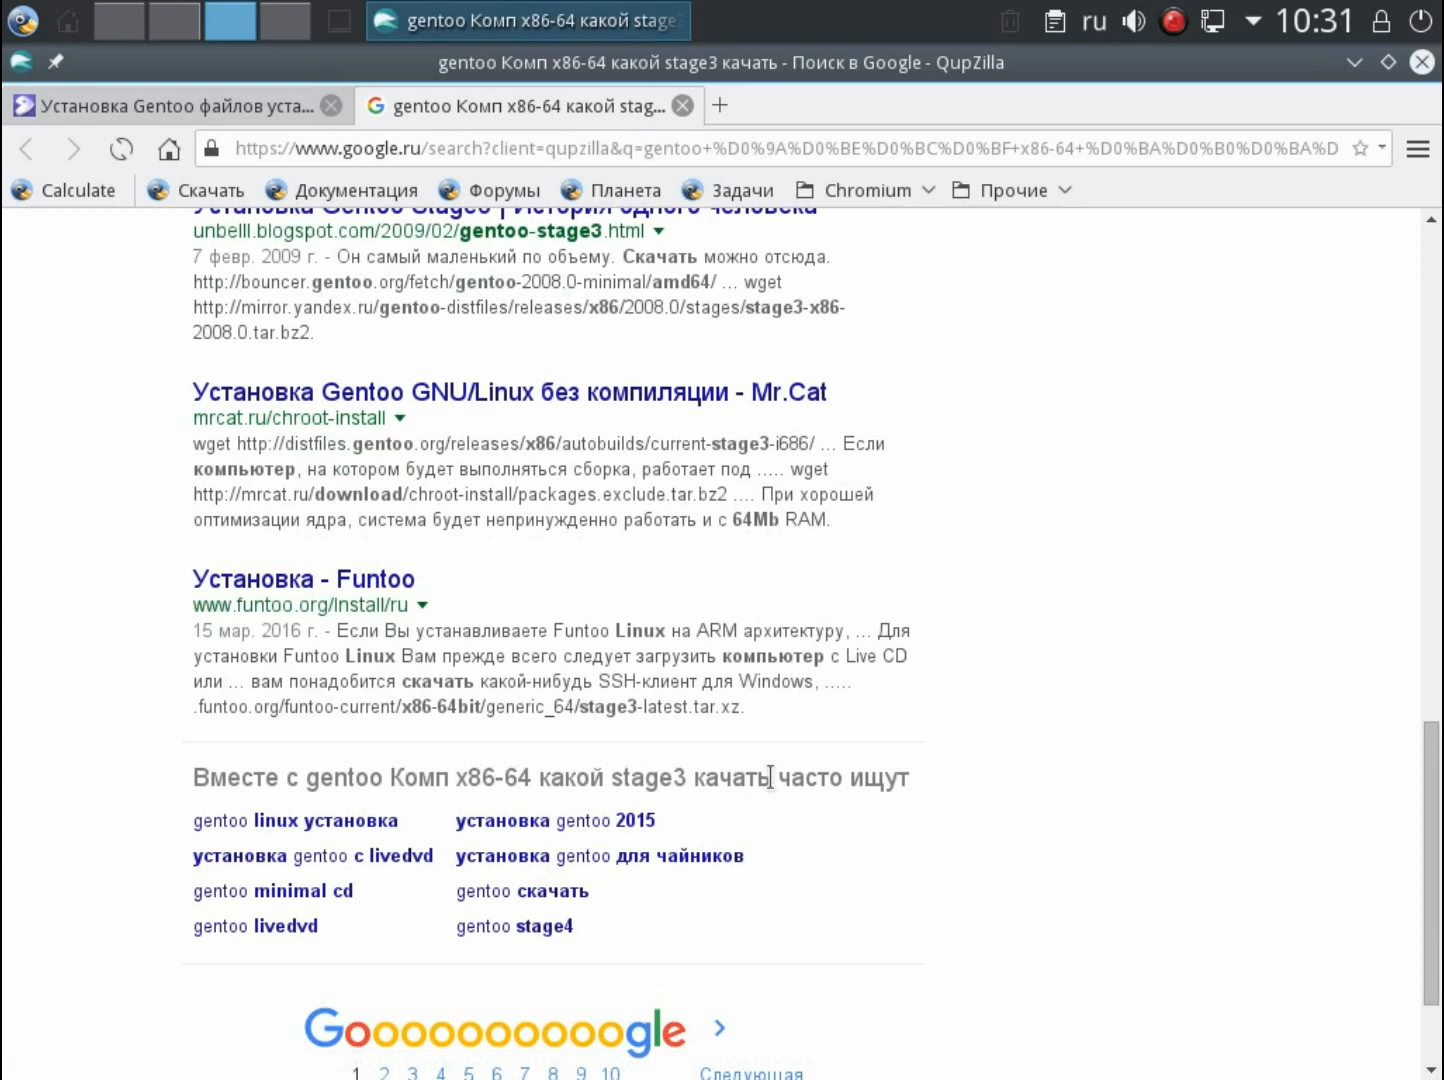 gentoo Комп x86-64 какой stage
ru
10:31
gentoo Комп x86-64 какой stage3 качать - Поиск в Google - QupZilla
Установка Gentoo файлов уста...
gentoo Комп x86-64 какой stag...
https://www.google.ru/search?client=qupzilla&q=gentoo+%D0%9A%D0%BE%D0%BC%D0%BF+x86-64+%D0%BA%D0%B0%D0%BA%D
Calculate
Скачать
Документация
Форумы
Планета
Задачи
Chromium
Прочие
Установка Gentoo Stage3 | История одного человека
unbelll.blogspot.com/2009/02/gentoo-stage3.html
7 февр. 2009 г. - Он самый маленький по объему. Скачать можно отсюда.
http://bouncer.gentoo.org/fetch/gentoo-2008.0-minimal/amd64/ ... wget
http://mirror.yandex.ru/gentoo-distfiles/releases/x86/2008.0/stages/stage3-x86-
2008.0.tar.bz2.
Установка Gentoo GNU/Linux без компиляции - Mr.Cat
mrcat.ru/chroot-install
wget http://distfiles.gentoo.org/releases/x86/autobuilds/current-stage3-i686/ ... Если
компьютер, на котором будет выполняться сборка, работает под ..... wget
http://mrcat.ru/download/chroot-install/packages.exclude.tar.bz2 .... При хорошей
оптимизации ядра, система будет непринужденно работать и с 64Mb RAM.
Установка - Funtoo
www.funtoo.org/Install/ru
15 мар. 2016 г. - Если Вы устанавливаете Funtoo Linux на ARM архитектуру, ... Для
установки Funtoo Linux Вам прежде всего следует загрузить компьютер с Live CD
или ... вам понадобится скачать какой-нибудь SSH-клиент для Windows, .....
.funtoo.org/funtoo-current/x86-64bit/generic_64/stage3-latest.tar.xz.
Вместе с gentoo Комп x86-64 какой stage3 качать часто ищут
gentoo linux установка
установка gentoo 2015
установка gentoo с livedvd
установка gentoo для чайников
gentoo minimal cd
gentoo скачать
gentoo livedvd
gentoo stage4
Goooooooooogle
1 2 3 4 5 6 7 8 9 10 Следующая